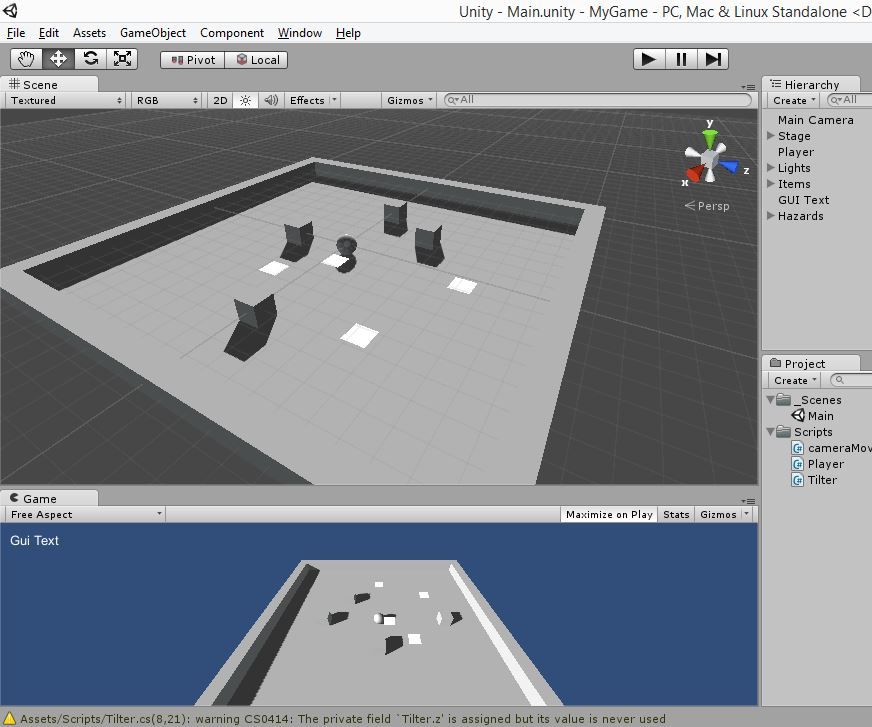 Unity - Main.unity - MyGame - PC, Mac & Linux Standalone <D
File Edit Assets GameObject Component Window Help
Pivot Local
Scene
Textured RGB 2D Effects Gizmos All
y
x
z
Persp
Hierarchy
Create All
Main Camera
Stage
Player
Lights
Items
GUI Text
Hazards
Project
Create
_Scenes
Main
Scripts
cameraMov
Player
Tilter
Game
Free Aspect Maximize on Play Stats Gizmos
Gui Text
Assets/Scripts/Tilter.cs(8,21): warning CS0414: The private field `Tilter.z' is assigned but its value is never used